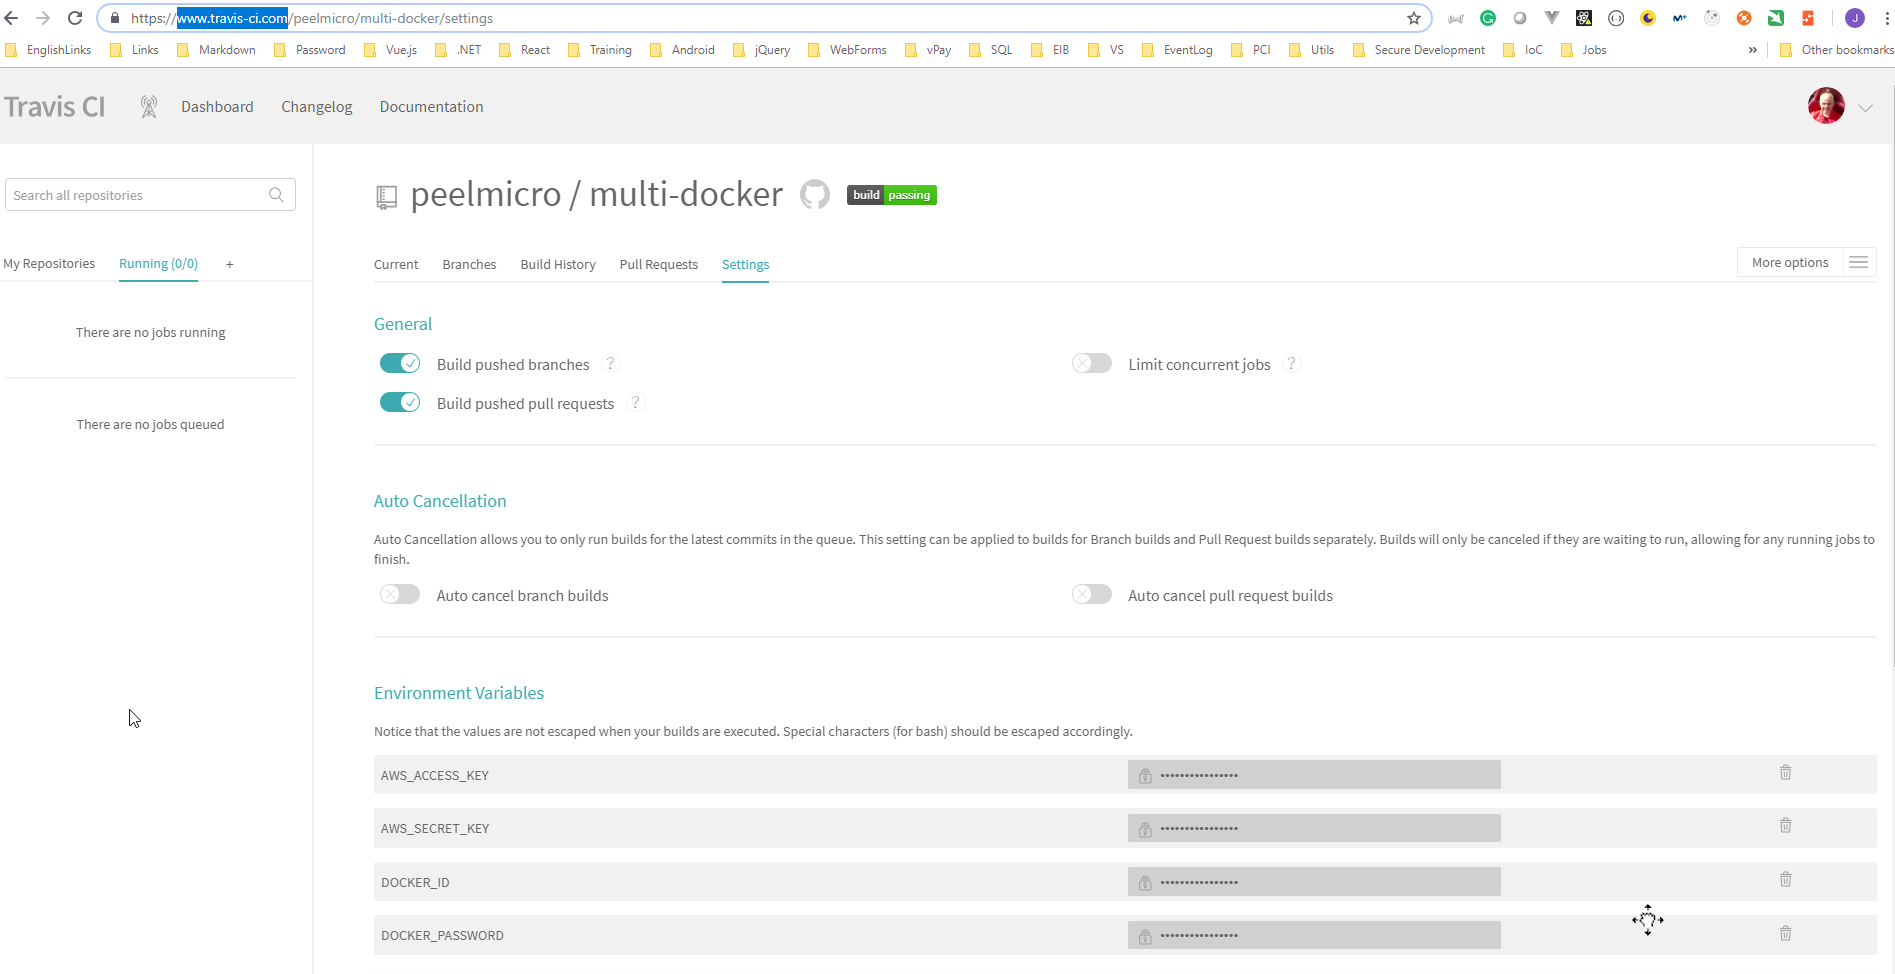 https://www.travis-ci.com/peelmicro/multi-docker/settings
J
EnglishLinks Links Markdown Password Vue.js .NET React Training Android jQuery WebForms vPay SQL EIB VS EventLog PCI Utils Secure Development IoC Jobs » Other bookmarks
Travis CI Dashboard Changelog Documentation
Search all repositories
peelmicro / multi-docker build passing
My Repositories Running (0/0) +
Current Branches Build History Pull Requests Settings More options
There are no jobs running
There are no jobs queued
General
Build pushed branches ? Limit concurrent jobs ?
Build pushed pull requests ?
Auto Cancellation
Auto Cancellation allows you to only run builds for the latest commits in the queue. This setting can be applied to builds for Branch builds and Pull Request builds separately. Builds will only be canceled if they are waiting to run, allowing for any running jobs to
finish.
Auto cancel branch builds Auto cancel pull request builds
Environment Variables
Notice that the values are not escaped when your builds are executed. Special characters (for bash) should be escaped accordingly.
AWS_ACCESS_KEY ••••••••••••••••
AWS_SECRET_KEY ••••••••••••••••
DOCKER_ID ••••••••••••••••
DOCKER_PASSWORD ••••••••••••••••